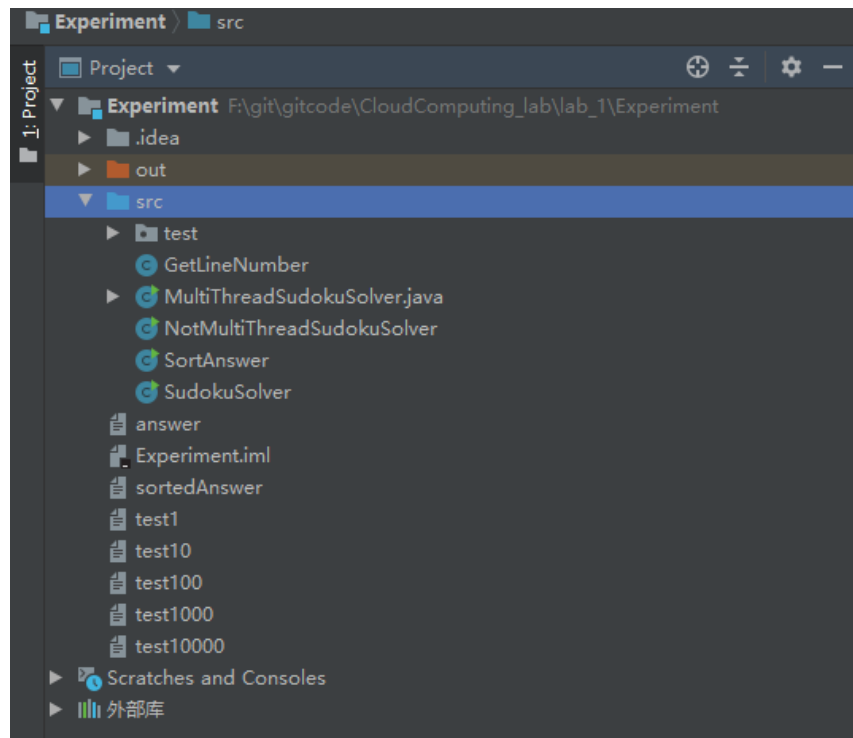 Experiment 〉 src
1: Project
Project
Experiment F:\git\gitcode\CloudComputing_lab\lab_1\Experiment
.idea
out
src
test
GetLineNumber
MultiThreadSudokuSolver.java
NotMultiThreadSudokuSolver
SortAnswer
SudokuSolver
answer
Experiment.iml
sortedAnswer
test1
test10
test100
test1000
test10000
Scratches and Consoles
外部库